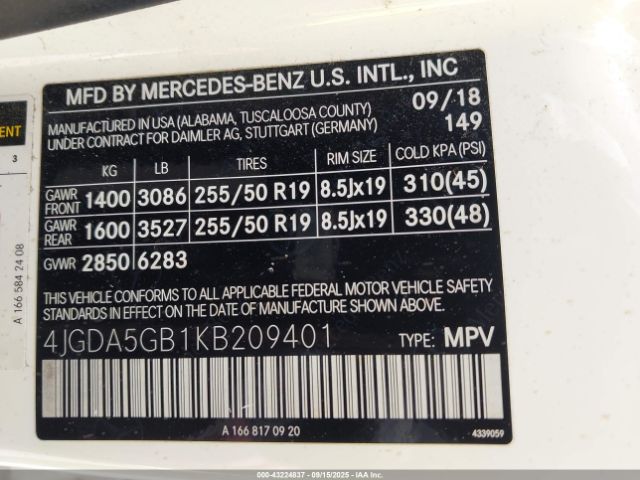 MFD BY MERCEDES-BENZ U.S. INTL., INC
MANUFACTURED IN USA (ALABAMA, TUSCALOOSA COUNTY) 09/18
UNDER CONTRACT FOR DAIMLER AG, STUTTGART (GERMANY) 149
KG LB TIRES RIM SIZE COLD KPA (PSI)
GAWR FRONT 1400 3086 255/50 R19 8.5Jx19 310(45)
GAWR REAR 1600 3527 255/50 R19 8.5Jx19 330(48)
GWR 2850 6283
THIS VEHICLE CONFORMS TO ALL APPLICABLE FEDERAL MOTOR VEHICLE SAFETY
STANDARDS IN EFFECT ON THE DATE OF MANUFACTURE SHOWN ABOVE.
4JGDA5GB1KB209401 TYPE: MPV
A 166 817 09 20
4339059
ENT
3
A 166 584 24 08
000-43224837 - 09/15/2025 - IAA, Inc.